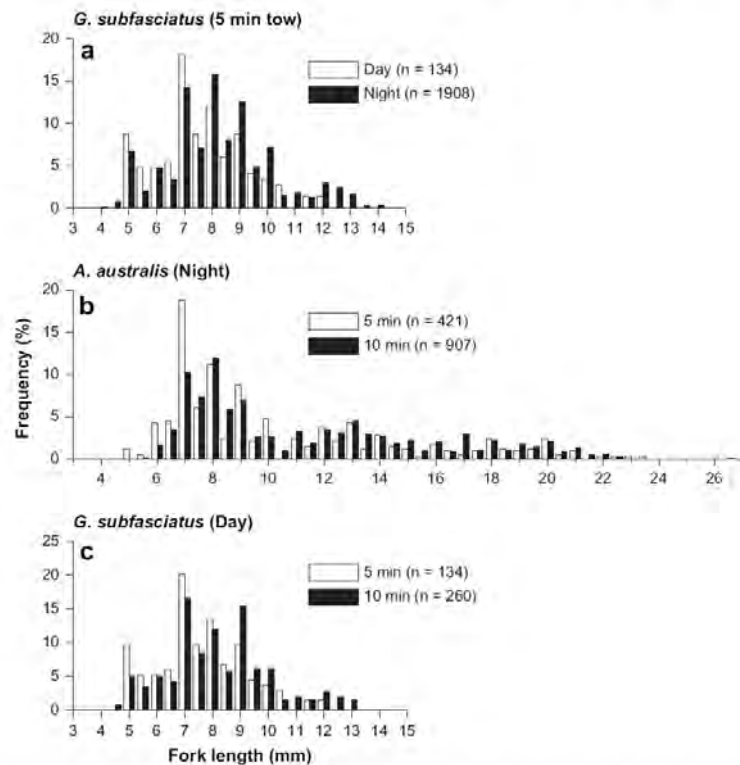 G. subfasciatus (5 min tow)
a
Day (n = 134)
Night (n = 1908)
20
15
10
5
0
3 4 5 6 7 8 9 10 11 12 13 14 15
A. australis (Night)
b
5 min (n = 421)
10 min (n = 907)
Frequency (%)
20
15
10
5
0
4 6 8 10 12 14 16 18 20 22 24 26
G. subfasciatus (Day)
c
5 min (n = 134)
10 min (n = 260)
25
20
15
10
5
0
3 4 5 6 7 8 9 10 11 12 13 14 15
Fork length (mm)